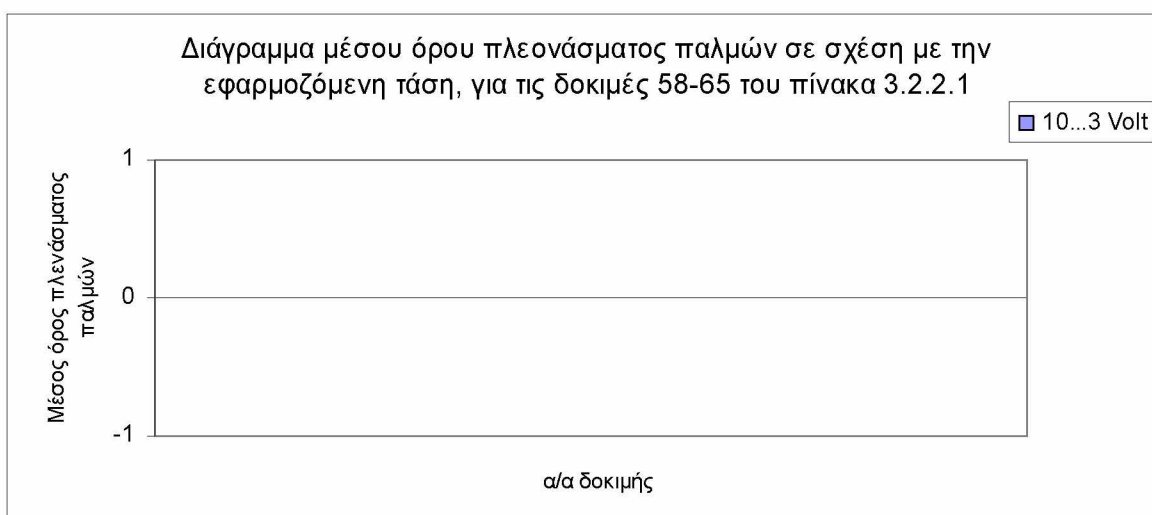 Διάγραμμα μέσου όρου πλεονάσματος παλμών σε σχέση με την
εφαρμοζόμενη τάση, για τις δοκιμές 58-65 του πίνακα 3.2.2.1
10...3 Volt
Μέσος όρος πλενάσματος
παλμών
1
0
-1
α/α δοκιμής